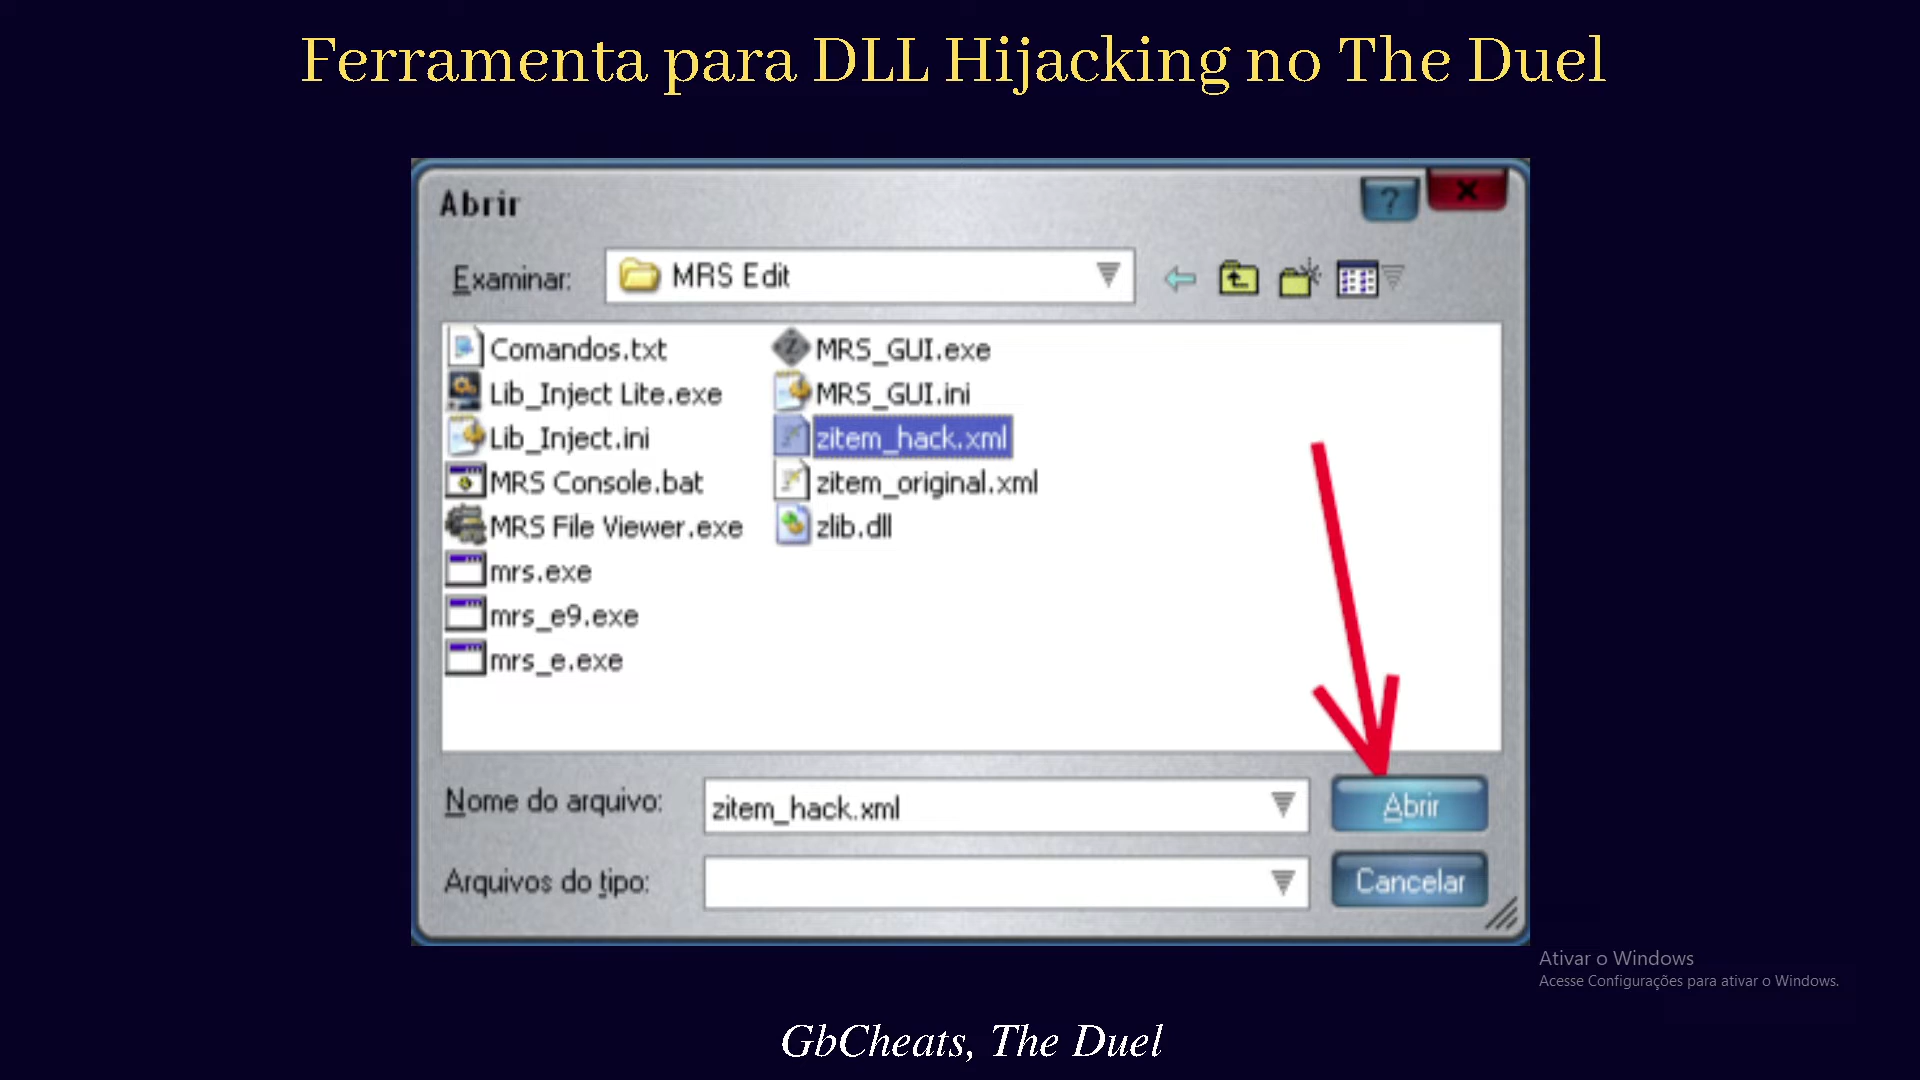 Ferramenta para DLL Hijacking no The Duel
Abrir
?
Examinar: MRS Edit
Comandos.txt
Lib_Inject Lite.exe
Lib_Inject.ini
MRS Console.bat
MRS File Viewer.exe
mrs.exe
mrs_e9.exe
mrs_e.exe
MRS_GUI.exe
MRS_GUI.ini
zitem_hack.xml
zitem_original.xml
zlib.dll
Nome do arquivo: zitem_hack.xml Abrir
Arquivos do tipo: Cancelar
Ativar o Windows
Acesse Configurações para ativar o Windows.
GbCheats, The Duel